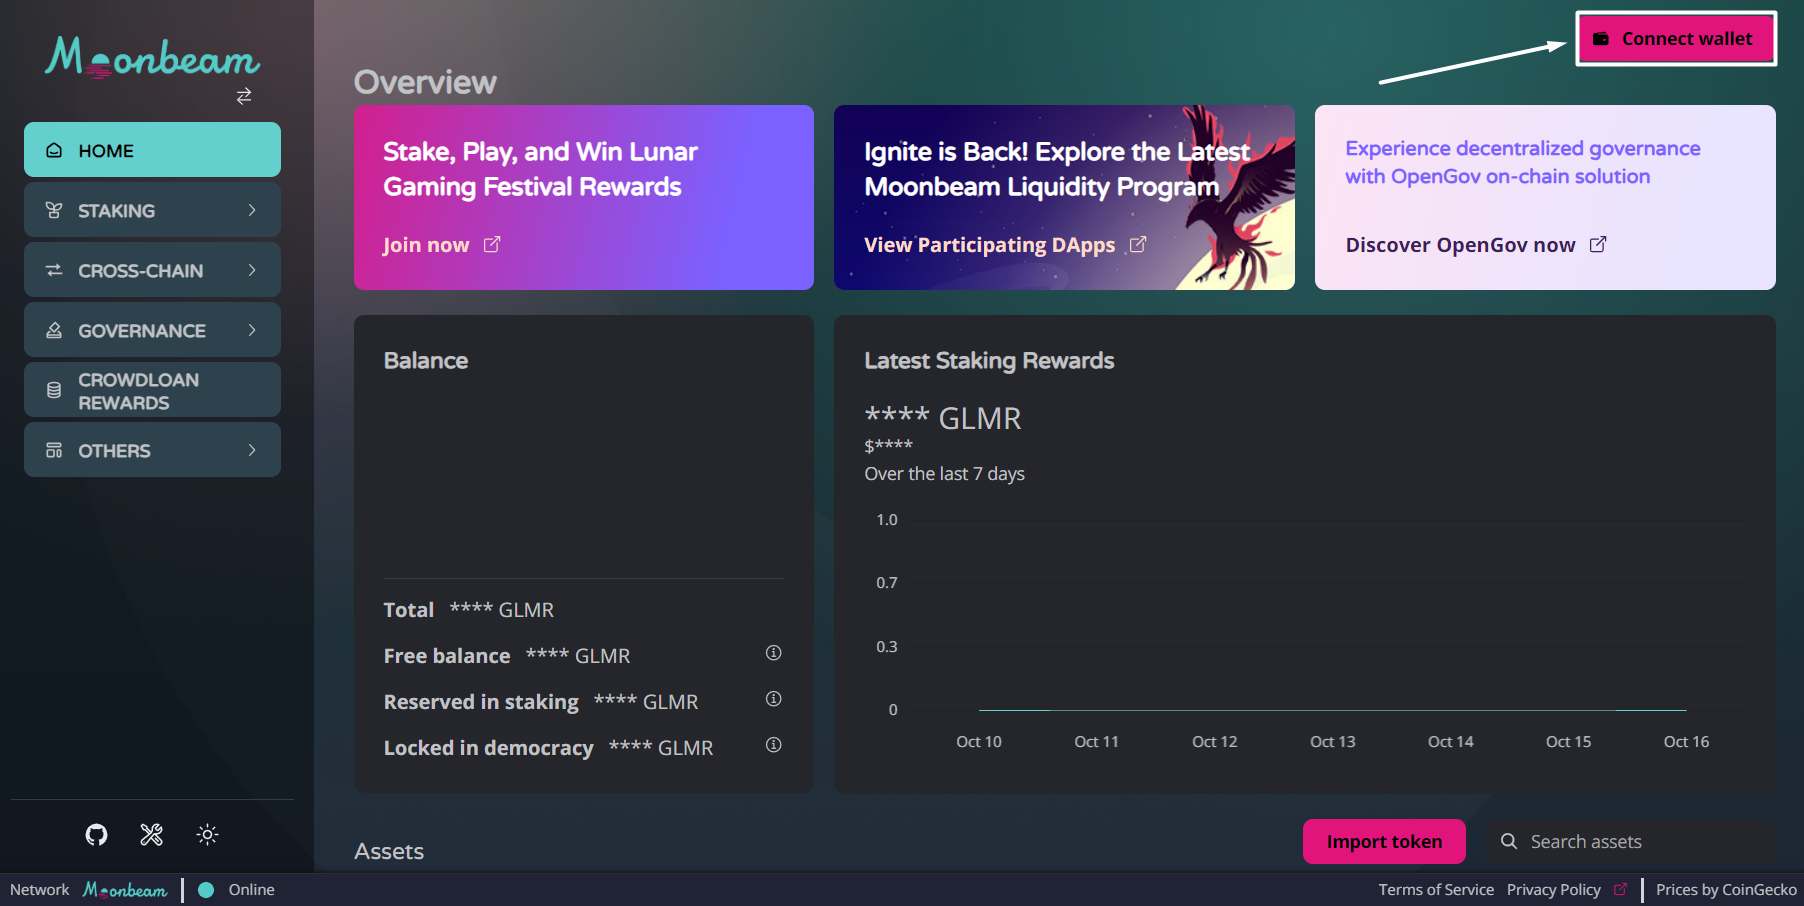 Moonbeam
HOME
STAKING
CROSS-CHAIN
GOVERNANCE
CROWDLOAN
REWARDS
OTHERS
Connect wallet
Overview
Stake, Play, and Win Lunar
Gaming Festival Rewards
Join now
Ignite is Back! Explore the Latest
Moonbeam Liquidity Program
View Participating DApps
Experience decentralized governance
with OpenGov on-chain solution
Discover OpenGov now
Balance
Total **** GLMR
Free balance **** GLMR
Reserved in staking **** GLMR
Locked in democracy **** GLMR
Latest Staking Rewards
**** GLMR
$****
Over the last 7 days
1.0
0.7
0.3
0
Oct 10 Oct 11 Oct 12 Oct 13 Oct 14 Oct 15 Oct 16
Assets
Import token
Search assets
Network Moonbeam Online
Terms of Service Privacy Policy Prices by CoinGecko